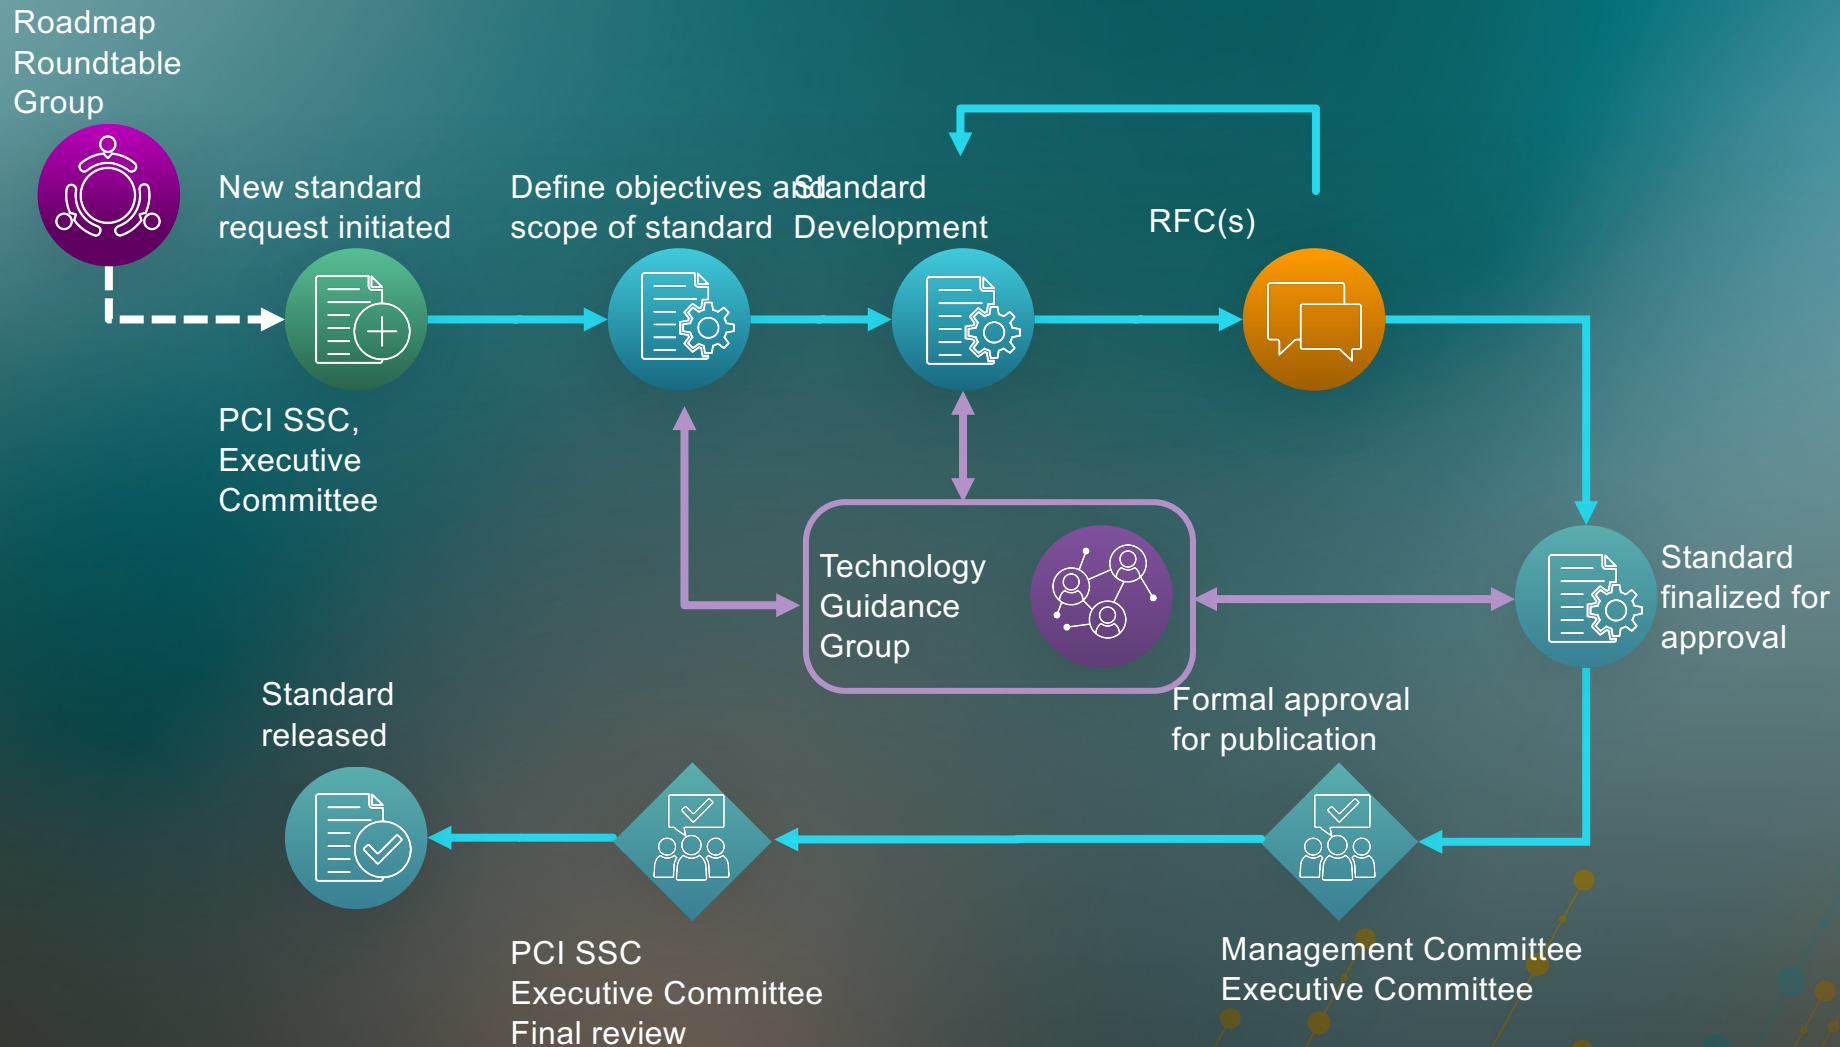 Roadmap
Roundtable
Group
New standard
request initiated
Define objectives and
scope of standard
Standard
Development
RFC(s)
PCI SSC,
Executive
Committee
Technology
Guidance
Group
Standard
finalized for
approval
Standard
released
Formal approval
for publication
PCI SSC
Executive Committee
Final review
Management Committee
Executive Committee